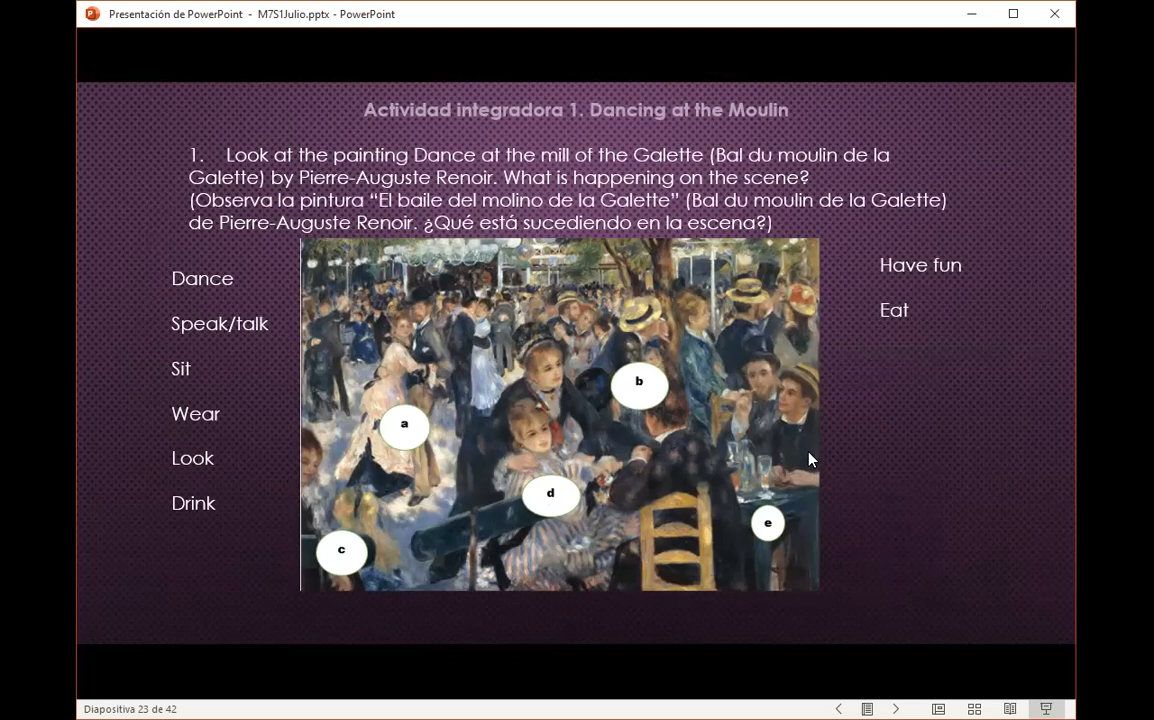 Presentación de PowerPoint - M7S1Julio.pptx - PowerPoint
Actividad integradora 1. Dancing at the Moulin
1. Look at the painting Dance at the mill of the Galette (Bal du moulin de la
Galette) by Pierre-Auguste Renoir. What is happening on the scene?
(Observa la pintura “El baile del molino de la Galette” (Bal du moulin de la Galette)
de Pierre-Auguste Renoir. ¿Qué está sucediendo en la escena?)
Dance
Speak/talk
Sit
Wear
Look
Drink
a
b
c
d
e
Have fun
Eat
Diapositiva 23 de 42